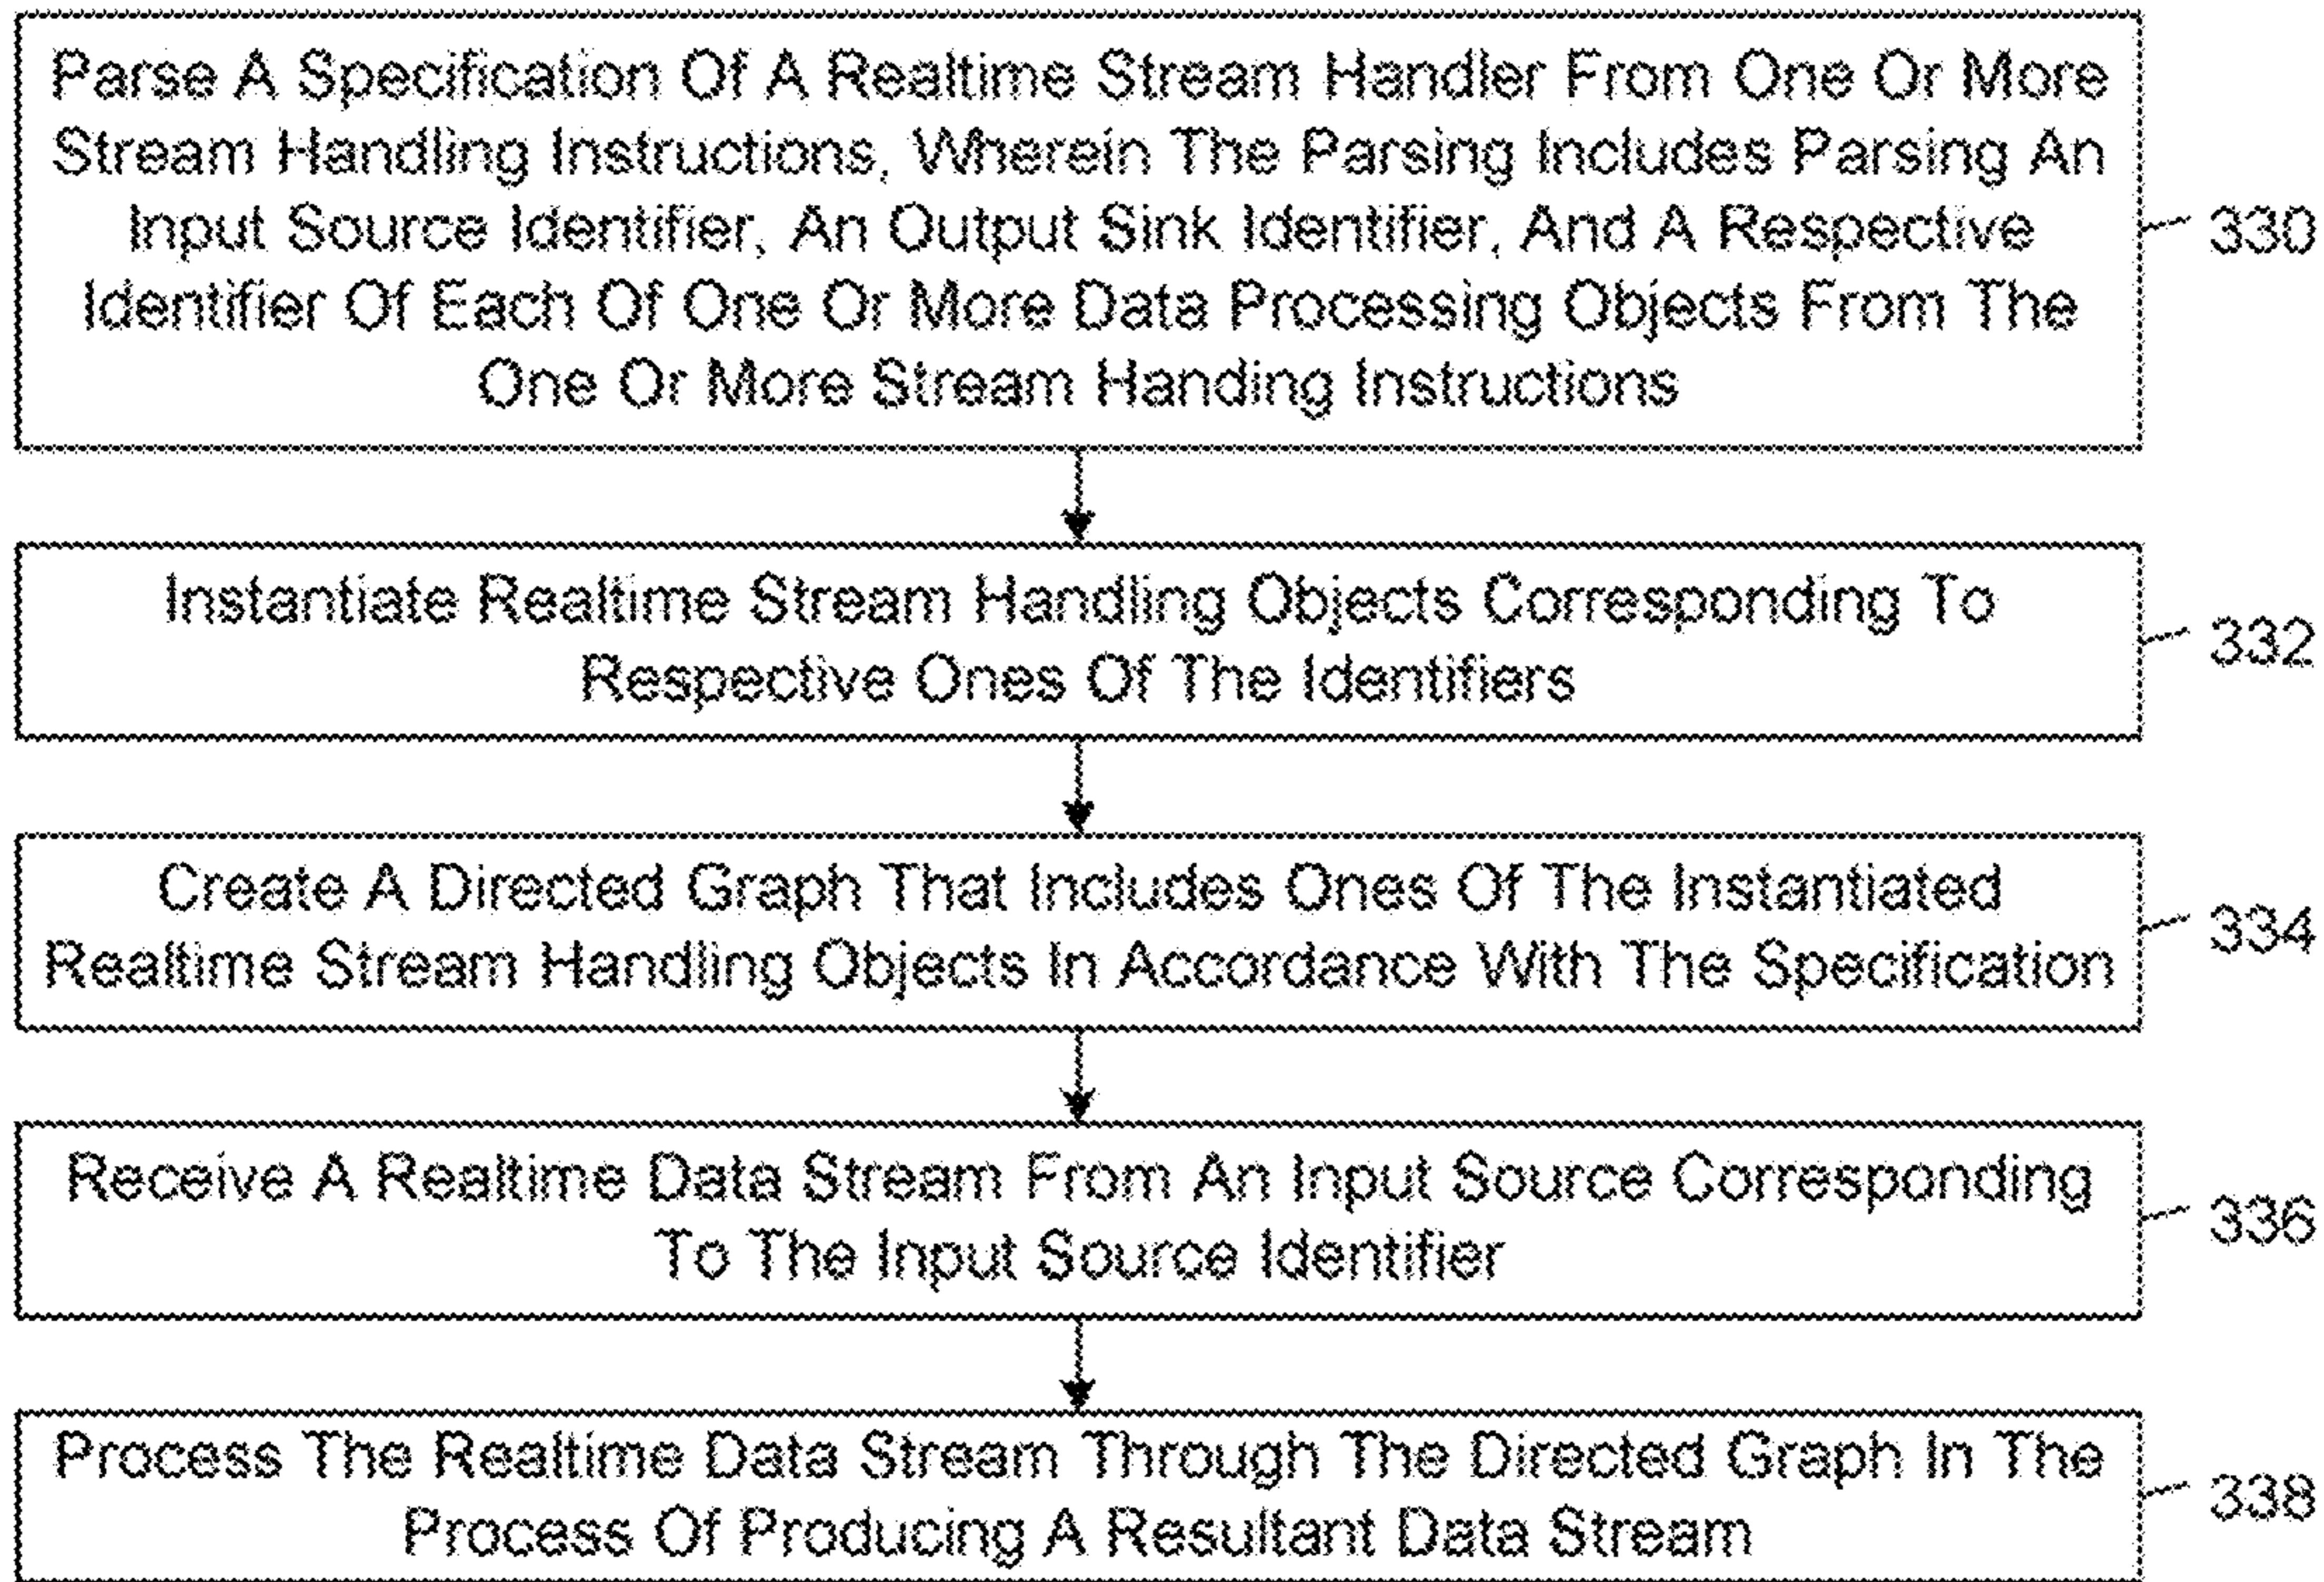 Parse A Specification Of A Realtime Stream Handler From One Or More
Stream Handling Instructions, Wherein The Parsing Includes Parsing An
Input Source Identifier, An Output Sink Identifier, And A Respective
Identifier Of Each Of One Or More Data Processing Objects From The
One Or More Stream Handing Instructions
330
Instantiate Realtime Stream Handling Objects Corresponding To
Respective Ones Of The Identifiers
332
Create A Directed Graph That Includes Ones Of The Instantiated
Realtime Stream Handling Objects In Accordance With The Specification
334
Receive A Realtime Data Stream From An Input Source Corresponding
To The Input Source Identifier
336
Process The Realtime Data Stream Through The Directed Graph In The
Process Of Producing A Resultant Data Stream
338